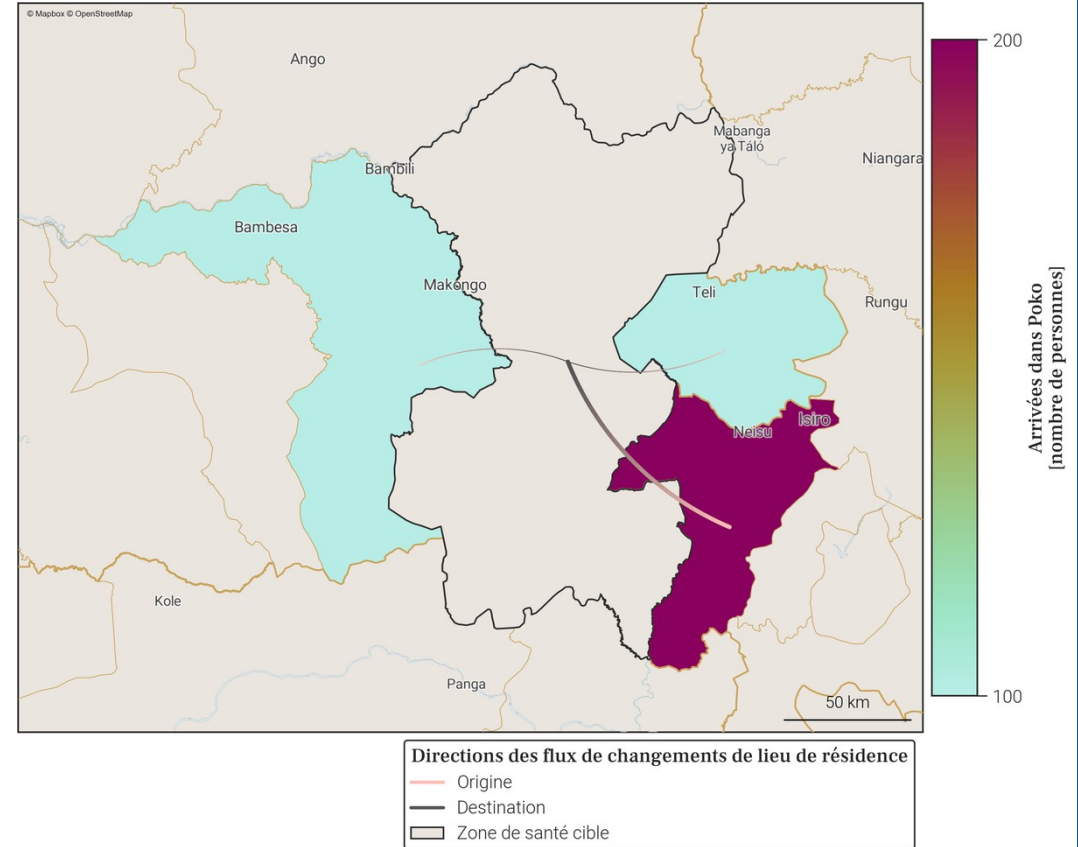 © Mapbox © OpenStreetMap
Ango
Mabanga
ya Táló
Niangara
Bambili
Bambesa
Makongo
Teli
Rungu
Isiro
Neisu
Kole
Panga
50 km
200
100
Arrivées dans Poko
[nombre de personnes]
Directions des flux de changements de lieu de résidence
Origine
Destination
Zone de santé cible